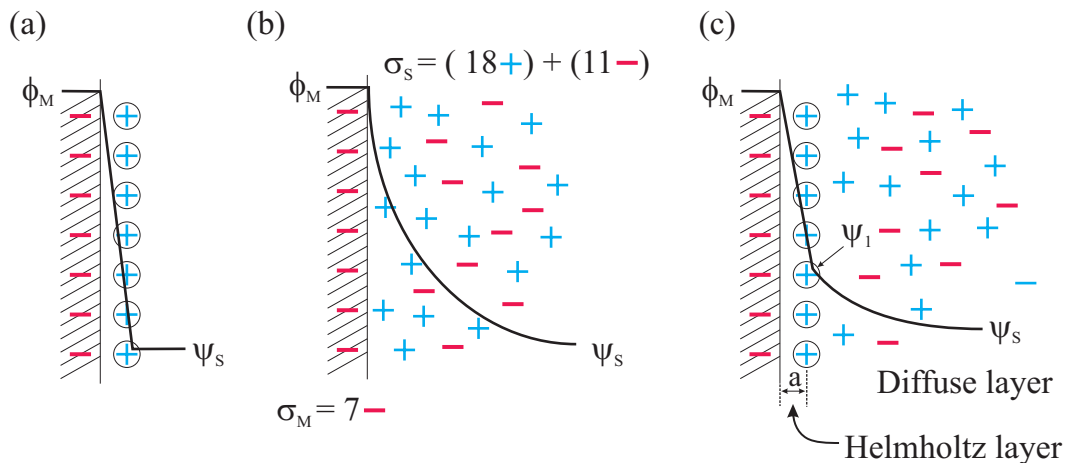 (a)
ϕM
ψS
(b)
σS = ( 18+ ) + (11− )
ϕM
ψS
σM = 7−
(c)
ϕM
ψ1
ψS
a
Diffuse layer
Helmholtz layer